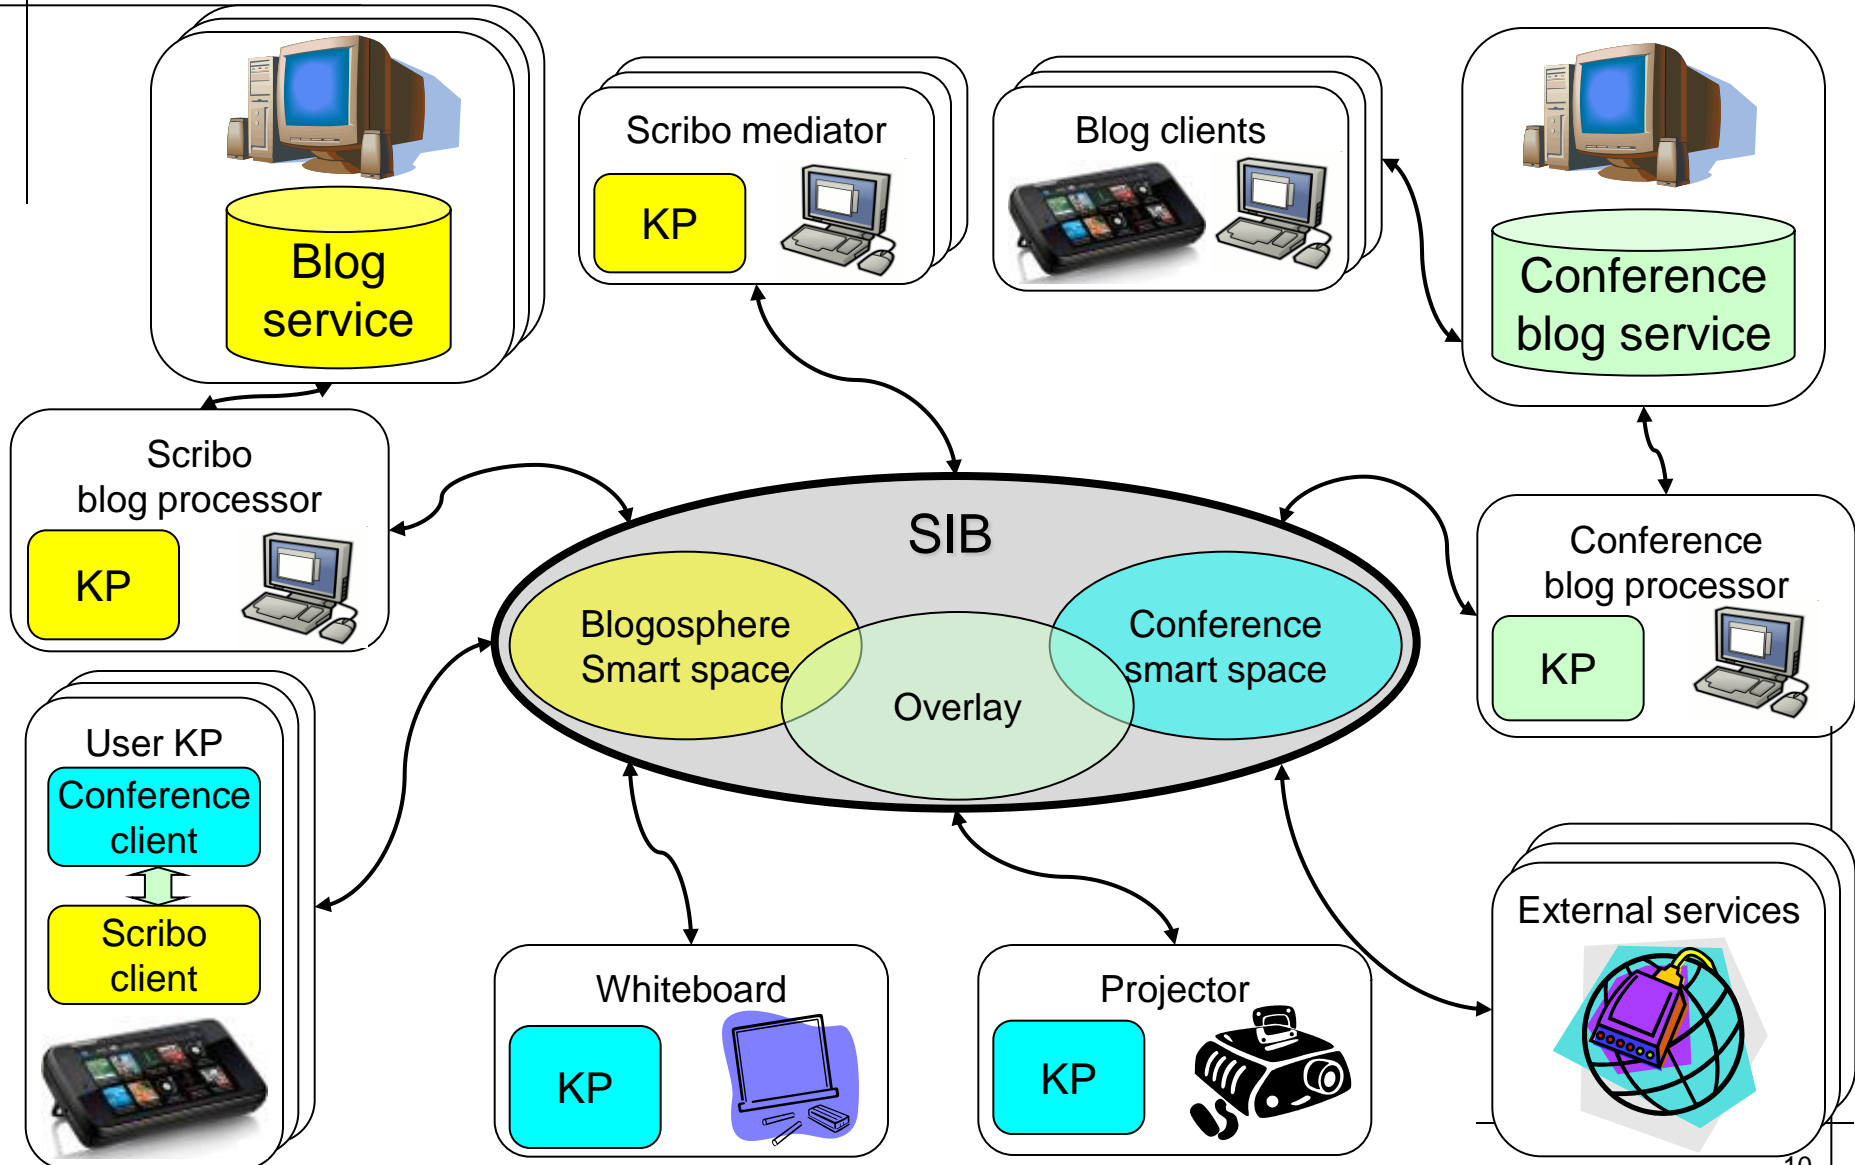 Blog
service
Scribo mediator
KP
Blog clients
Conference
blog service
Scribo
blog processor
KP
SIB
Blogosphere
Smart space
Overlay
Conference
smart space
Conference
blog processor
KP
User KP
Conference
client
Scribo
client
Whiteboard
KP
Projector
KP
External services
10